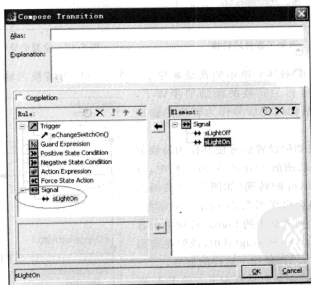 Compose Transition
Alias:
Explanation:
Completion
Rule:
Element:
Trigger
eChangeSwitchOn()
Guard Expression
Positive State Condition
Negative State Condition
Action Expression
Force State Action
Signal
sLightOn
Signal
sLightOff
sLightOn
sLightOn
OK
Cancel